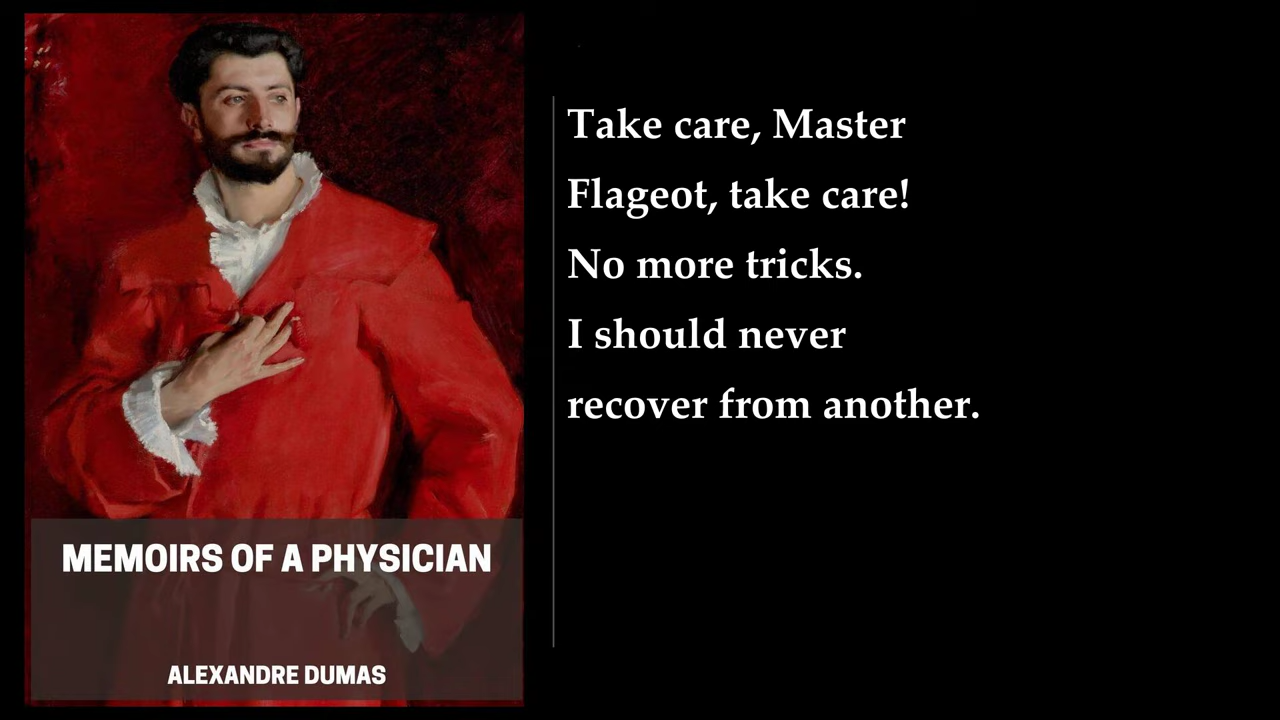 Take care, Master
Flageot, take care!
No more tricks.
I should never
recover from another.
MEMOIRS OF A PHYSICIAN
ALEXANDRE DUMAS